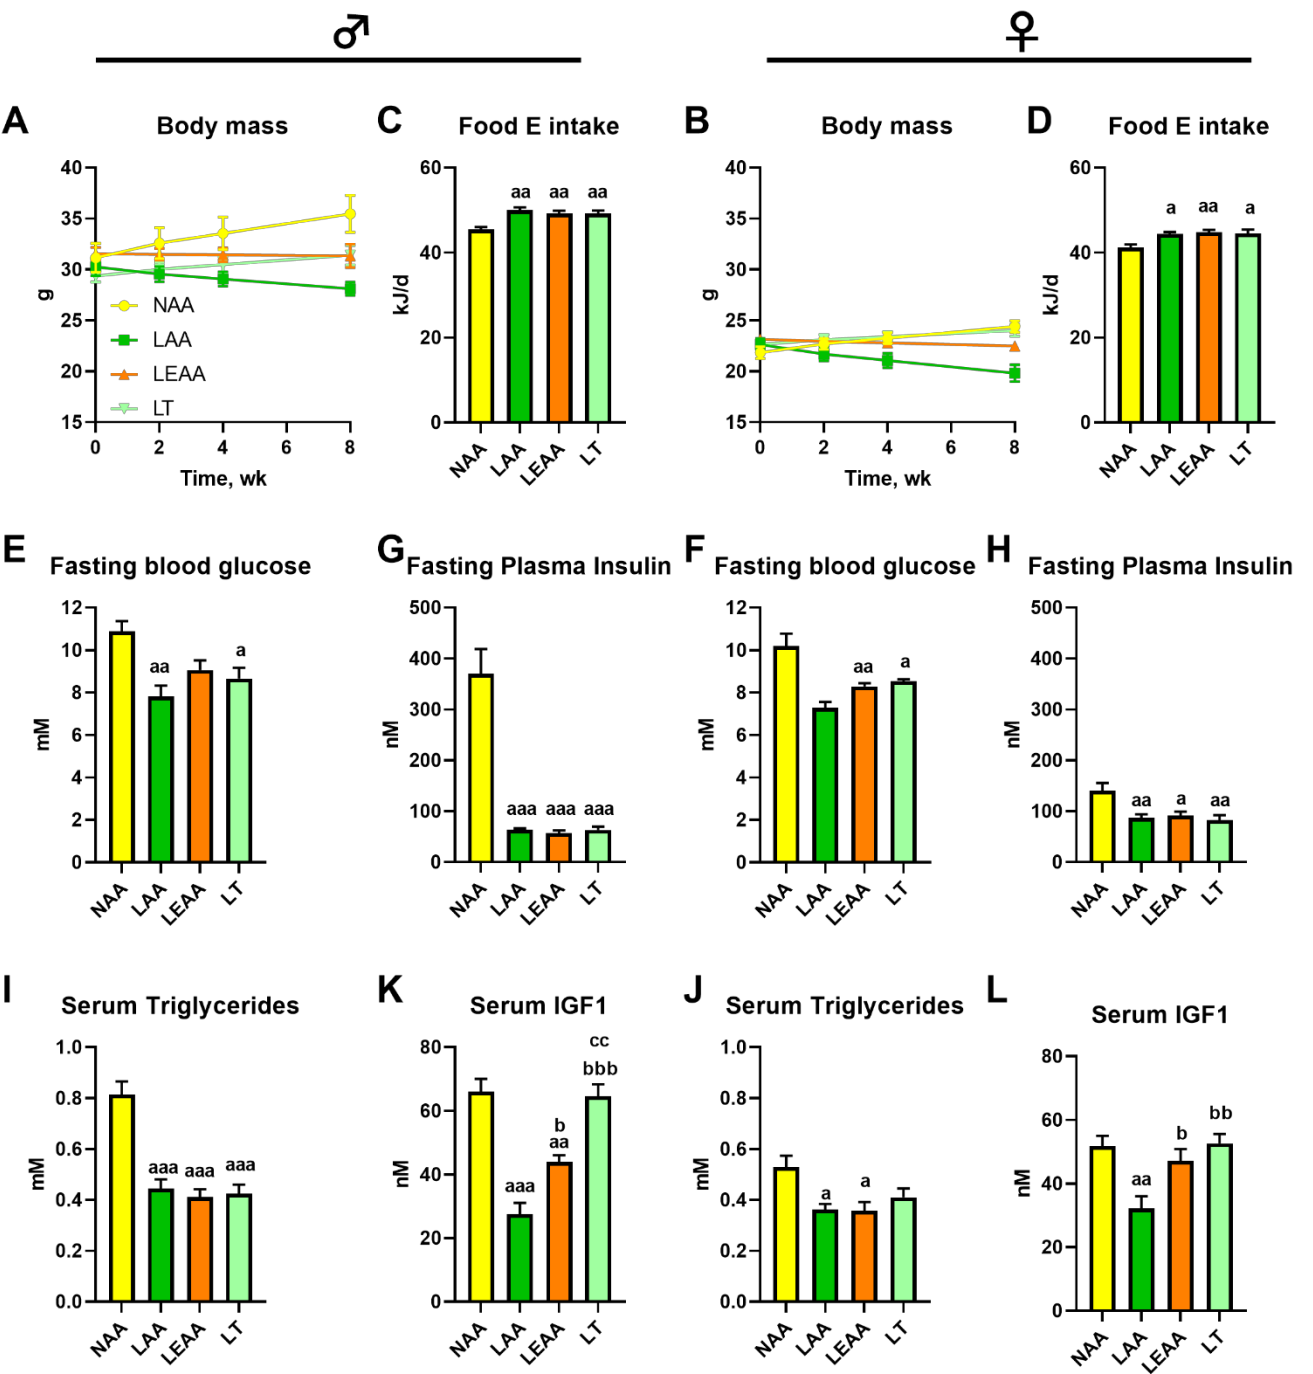 ♂
♀
A
Body mass
40
35
30
25
20
15
g
NAA
LAA
LEAA
LT
0
2
4
6
8
Time, wk
C
Food E intake
60
40
20
0
kJ/d
aa
aa
aa
NAA
LAA
LEAA
LT
B
Body mass
40
35
30
25
20
15
g
0
2
4
6
8
Time, wk
D
Food E intake
60
40
20
0
kJ/d
a
aa
a
NAA
LAA
LEAA
LT
E
Fasting blood glucose
12
10
8
6
4
2
0
mM
aa
a
NAA
LAA
LEAA
LT
G
Fasting Plasma Insulin
500
400
300
200
100
0
nM
aaa
aaa
aaa
NAA
LAA
LEAA
LT
F
Fasting blood glucose
12
10
8
6
4
2
0
mM
aa
a
NAA
LAA
LEAA
LT
H
Fasting Plasma Insulin
500
400
300
200
100
0
nM
aa
a
aa
NAA
LAA
LEAA
LT
I
Serum Triglycerides
1.0
0.8
0.6
0.4
0.2
0.0
mM
aaa
aaa
aaa
NAA
LAA
LEAA
LT
K
Serum IGF1
80
60
40
20
0
nM
aaa
b
aa
cc
bbb
NAA
LAA
LEAA
LT
J
Serum Triglycerides
1.0
0.8
0.6
0.4
0.2
0.0
mM
a
a
NAA
LAA
LEAA
LT
L
Serum IGF1
80
60
40
20
0
nM
aa
b
bb
NAA
LAA
LEAA
LT